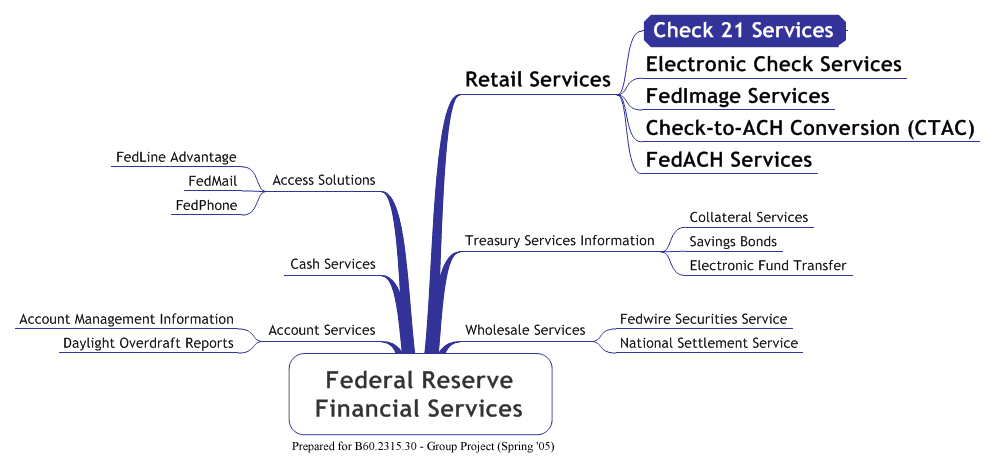 Check 21 Services
Electronic Check Services
Retail Services
FedImage Services
Check-to-ACH Conversion (CTAC)
FedACH Services
FedLine Advantage
FedMail
Access Solutions
FedPhone
Collateral Services
Treasury Services Information
Savings Bonds
Electronic Fund Transfer
Cash Services
Account Management Information
Account Services
Daylight Overdraft Reports
Wholesale Services
Fedwire Securities Service
National Settlement Service
Federal Reserve
Financial Services
Prepared for B60.2315.30 - Group Project (Spring '05)